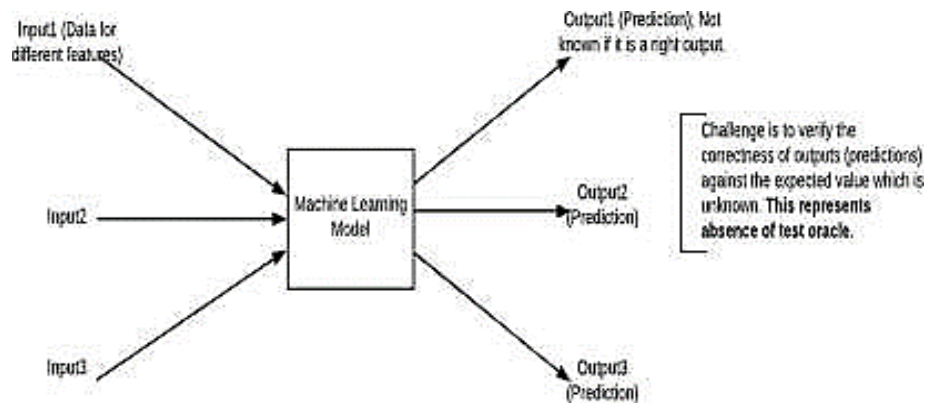 Input1 (Data for
different features)
Output1 (Prediction); Not
known if it is a right output.
Challenge is to verify the
correctness of outputs (predictions)
against the expected value which is
unknown. This represents
absence of test oracle.
Machine Learning
Model
Input2
Output2
(Prediction)
Input3
Output3
(Prediction)